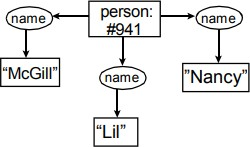 person:
#941
name
name
name
“McGill”
“Lil”
”Nancy”